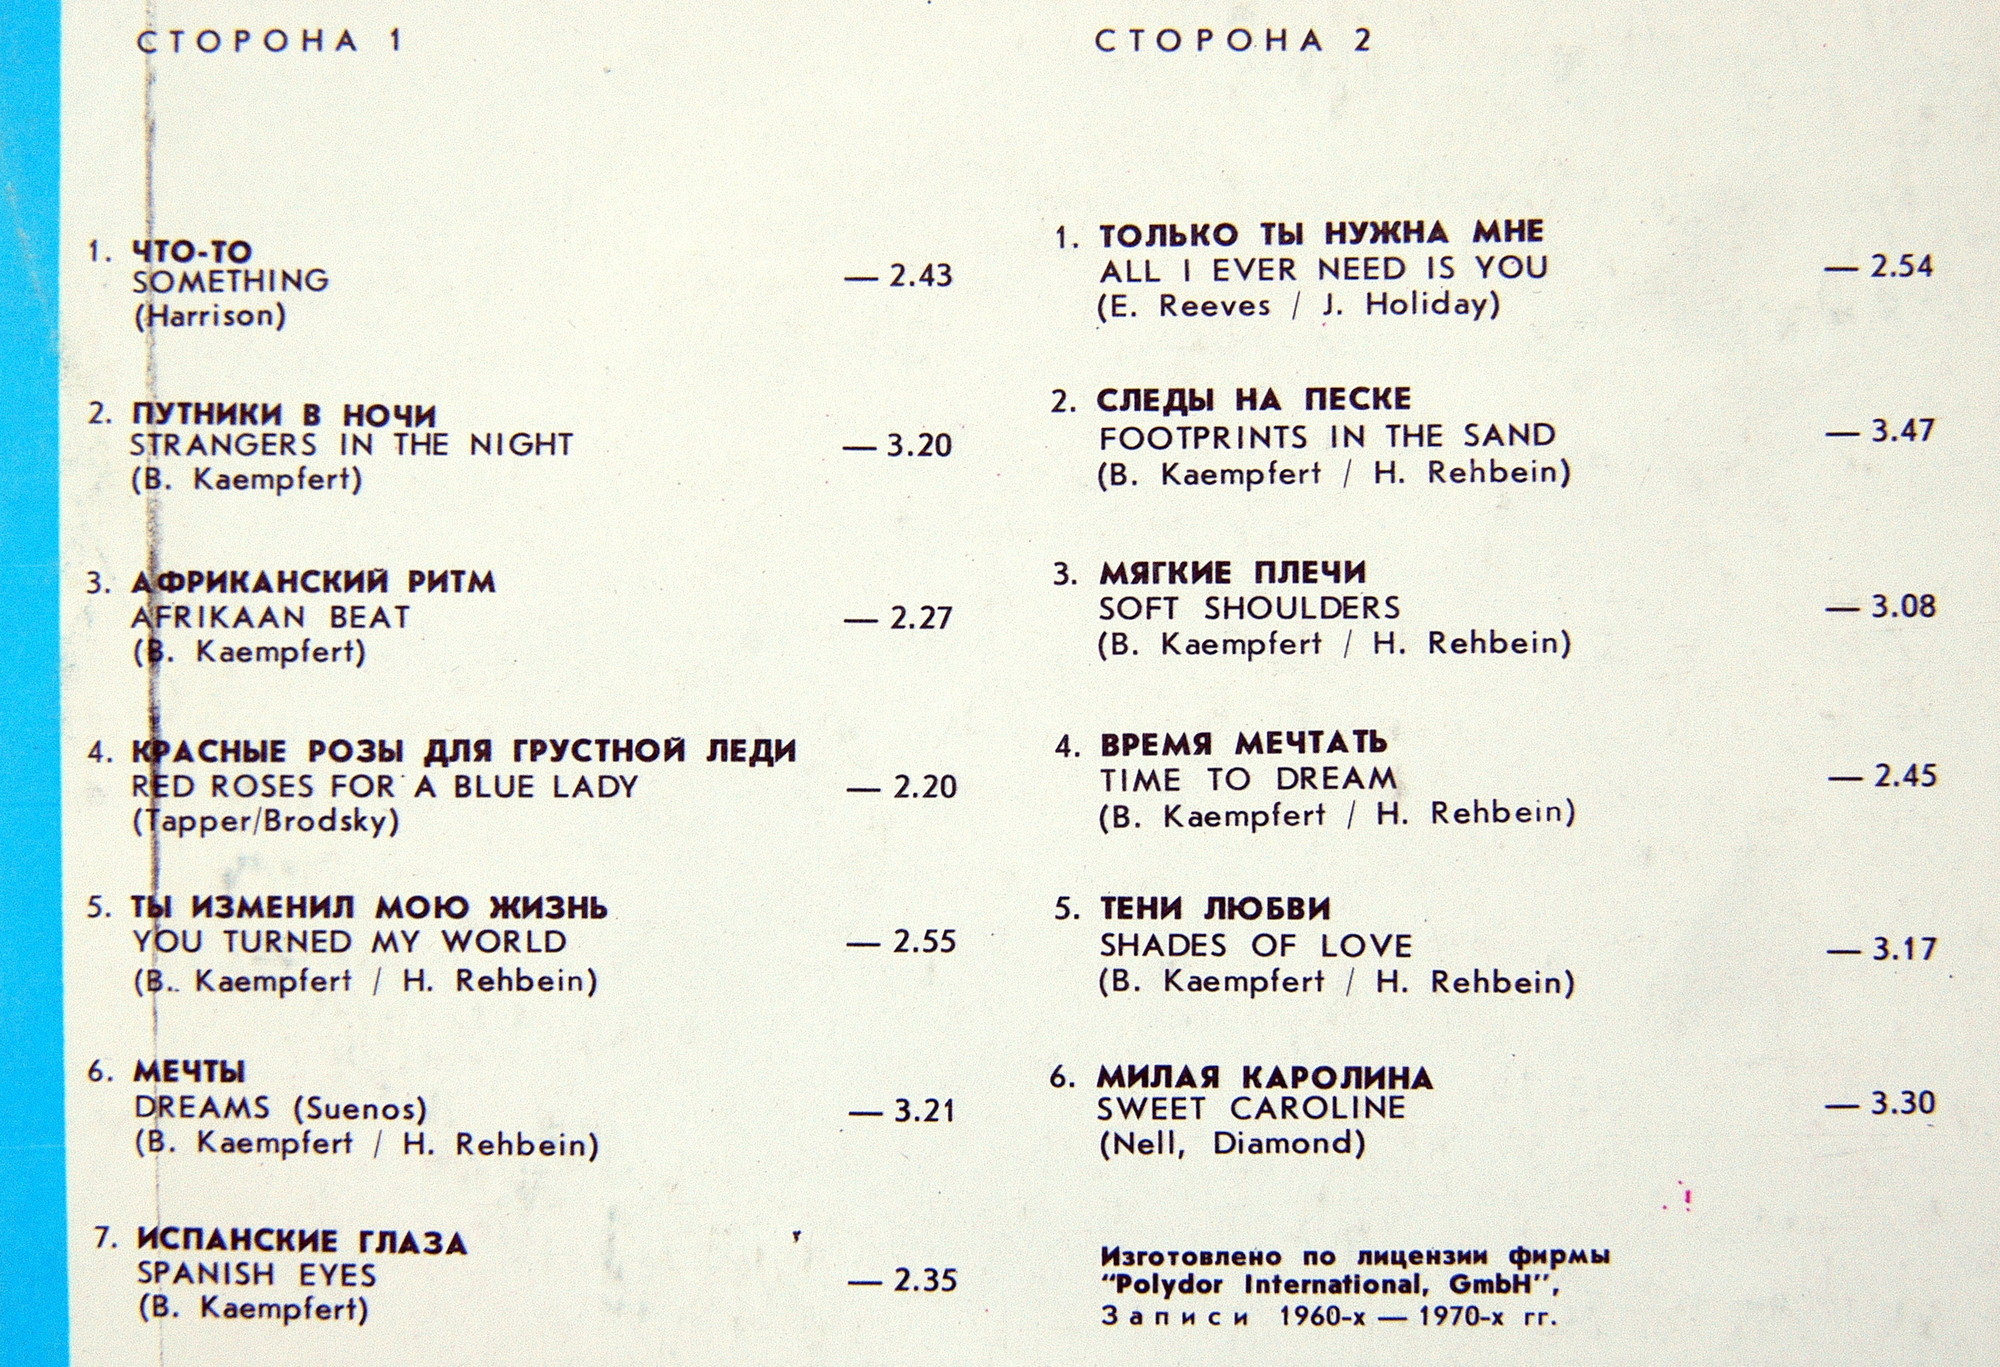 СТОРОНА 1
1. ЧТО-ТО
SOMETHING — 2.43
(Harrison)
2. ПУТНИКИ В НОЧИ
STRANGERS IN THE NIGHT — 3.20
(B. Kaempfert)
3. АФРИКАНСКИЙ РИТМ
AFRIKAAN BEAT — 2.27
(B. Kaempfert)
4. КРАСНЫЕ РОЗЫ ДЛЯ ГРУСТНОЙ ЛЕДИ
RED ROSES FOR A BLUE LADY — 2.20
(Tapper/Brodsky)
5. ТЫ ИЗМЕНИЛ МОЮ ЖИЗНЬ
YOU TURNED MY WORLD — 2.55
(B. Kaempfert / H. Rehbein)
6. МЕЧТЫ
DREAMS (Suenos) — 3.21
(B. Kaempfert / H. Rehbein)
7. ИСПАНСКИЕ ГЛАЗА
SPANISH EYES — 2.35
(B. Kaempfert)
СТОРОНА 2
1. ТОЛЬКО ТЫ НУЖНА МНЕ
ALL I EVER NEED IS YOU — 2.54
(E. Reeves / J. Holiday)
2. СЛЕДЫ НА ПЕСКЕ
FOOTPRINTS IN THE SAND — 3.47
(B. Kaempfert / H. Rehbein)
3. МЯГКИЕ ПЛЕЧИ
SOFT SHOULDERS — 3.08
(B. Kaempfert / H. Rehbein)
4. ВРЕМЯ МЕЧТАТЬ
TIME TO DREAM — 2.45
(B. Kaempfert / H. Rehbein)
5. ТЕНИ ЛЮБВИ
SHADES OF LOVE — 3.17
(B. Kaempfert / H. Rehbein)
6. МИЛАЯ КАРОЛИНА
SWEET CAROLINE — 3.30
(Nell, Diamond)
Изготовлено по лицензии фирмы
"Polydor International, GmbH",
Записи 1960-х — 1970-х гг.